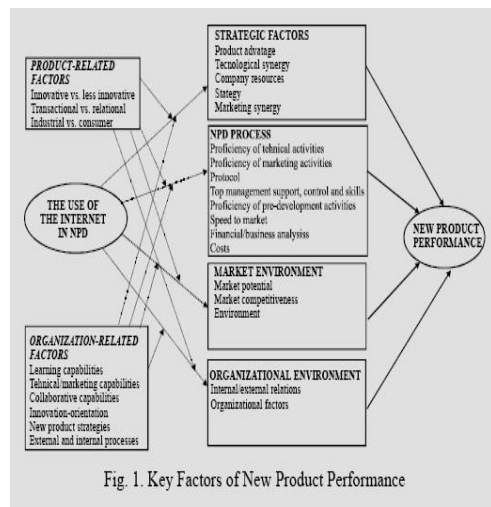 PRODUCT-RELATED
FACTORS
Innovative vs. less innovative
Transactional vs. relational
Industrial vs. consumer
THE USE OF
THE INTERNET
IN NPD
ORGANIZATION-RELATED
FACTORS
Learning capabilities
Tehnical/marketing capabilities
Collaborative capabilities
Innovation-orientation
New product strategies
External and internal processes
STRATEGIC FACTORS
Product advatage
Tecnological synergy
Company resources
Stategy
Marketing synergy
NPD PROCESS
Proficiency of tehnical activities
Proficiency of marketing activities
Protocol
Top management support, control and skills
Proficiency of pre-development activities
Speed to market
Financial/business analysiss
Costs
MARKET ENVIRONMENT
Market potential
Market competitiveness
Environment
ORGANIZATIONAL ENVIRONMENT
Internal/external relations
Organizational factors
NEW PRODUCT
PERFORMANCE
Fig. 1. Key Factors of New Product Performance